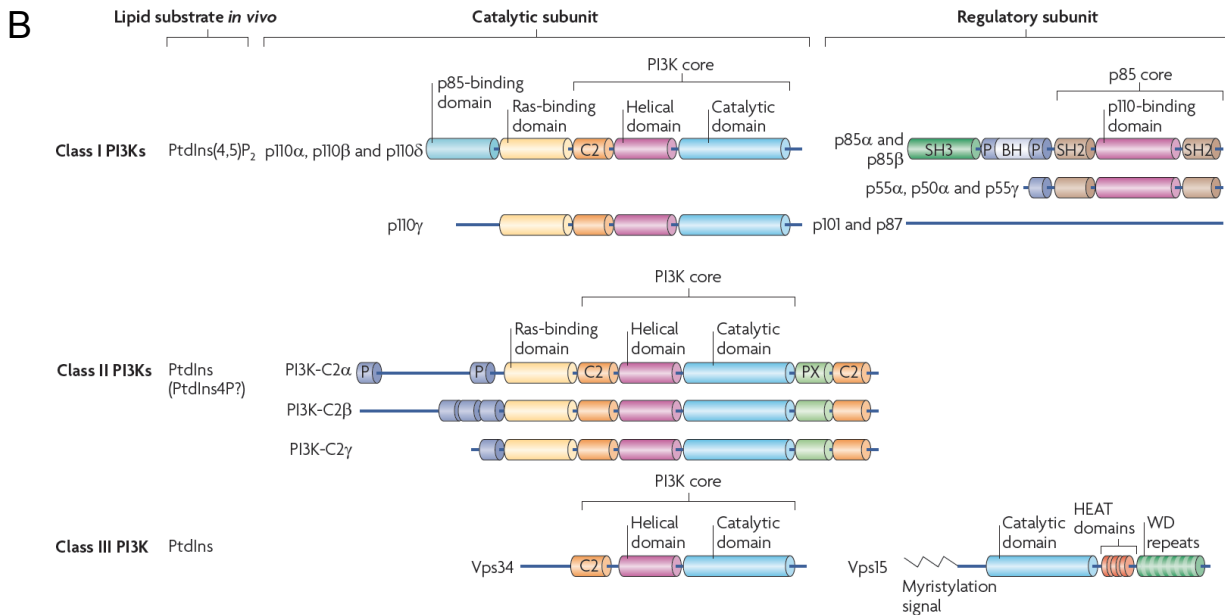 B
Lipid substrate in vivo
Catalytic subunit
Regulatory subunit
PI3K core
p85 core
p85-binding
domain
Ras-binding
domain
Helical
domain
Catalytic
domain
p110-binding
domain
Class I PI3Ks
PtdIns(4,5)P₂
p110α, p110β and p110δ
C2
p85α and
p85β
SH3
P
BH
P
SH2
SH2
p55α, p50α and p55γ
p110γ
p101 and p87
PI3K core
Ras-binding
domain
Helical
domain
Catalytic
domain
Class II PI3Ks
PtdIns
(PtdIns4P?)
PI3K-C2α
P
P
C2
PX
C2
PI3K-C2β
PI3K-C2γ
PI3K core
Helical
domain
Catalytic
domain
Catalytic
domain
HEAT
domains
WD
repeats
Class III PI3K
PtdIns
Vps34
C2
Vps15
Myristylation
signal